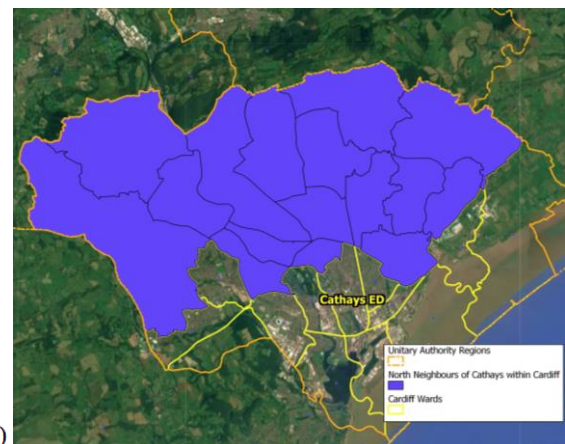 Cathays ED
Unitary Authority Regions
North Neighbours of Cathays within Cardiff
Cardiff Wards
)